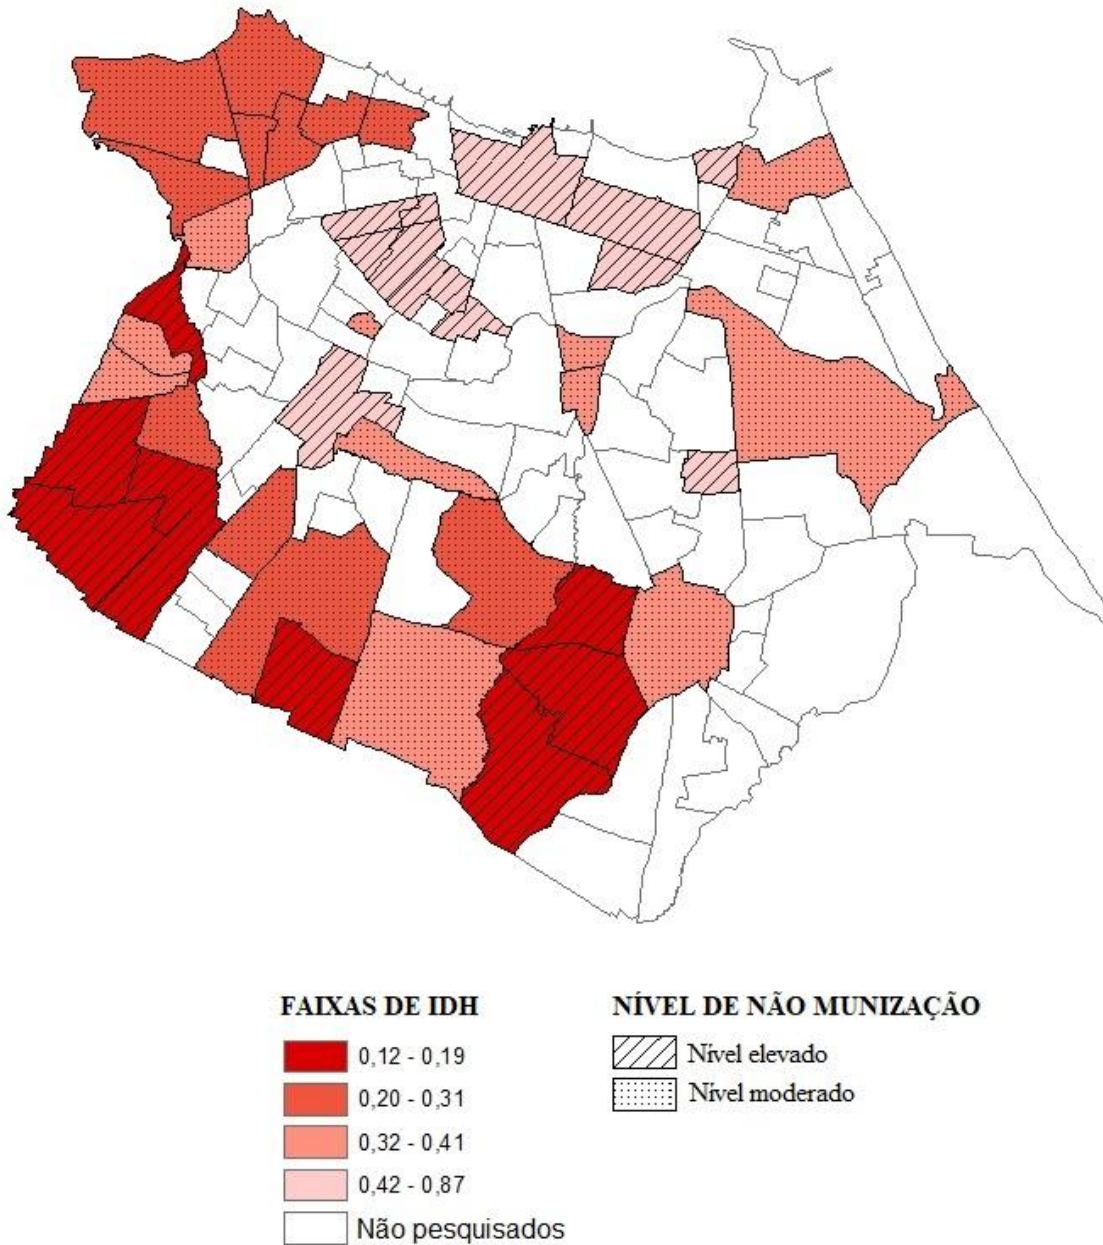 FAIXAS DE IDH
0,12 - 0,19
0,20 - 0,31
0,32 - 0,41
0,42 - 0,87
Não pesquisados
NÍVEL DE NÃO MUNIZAÇÃO
Nível elevado
Nível moderado